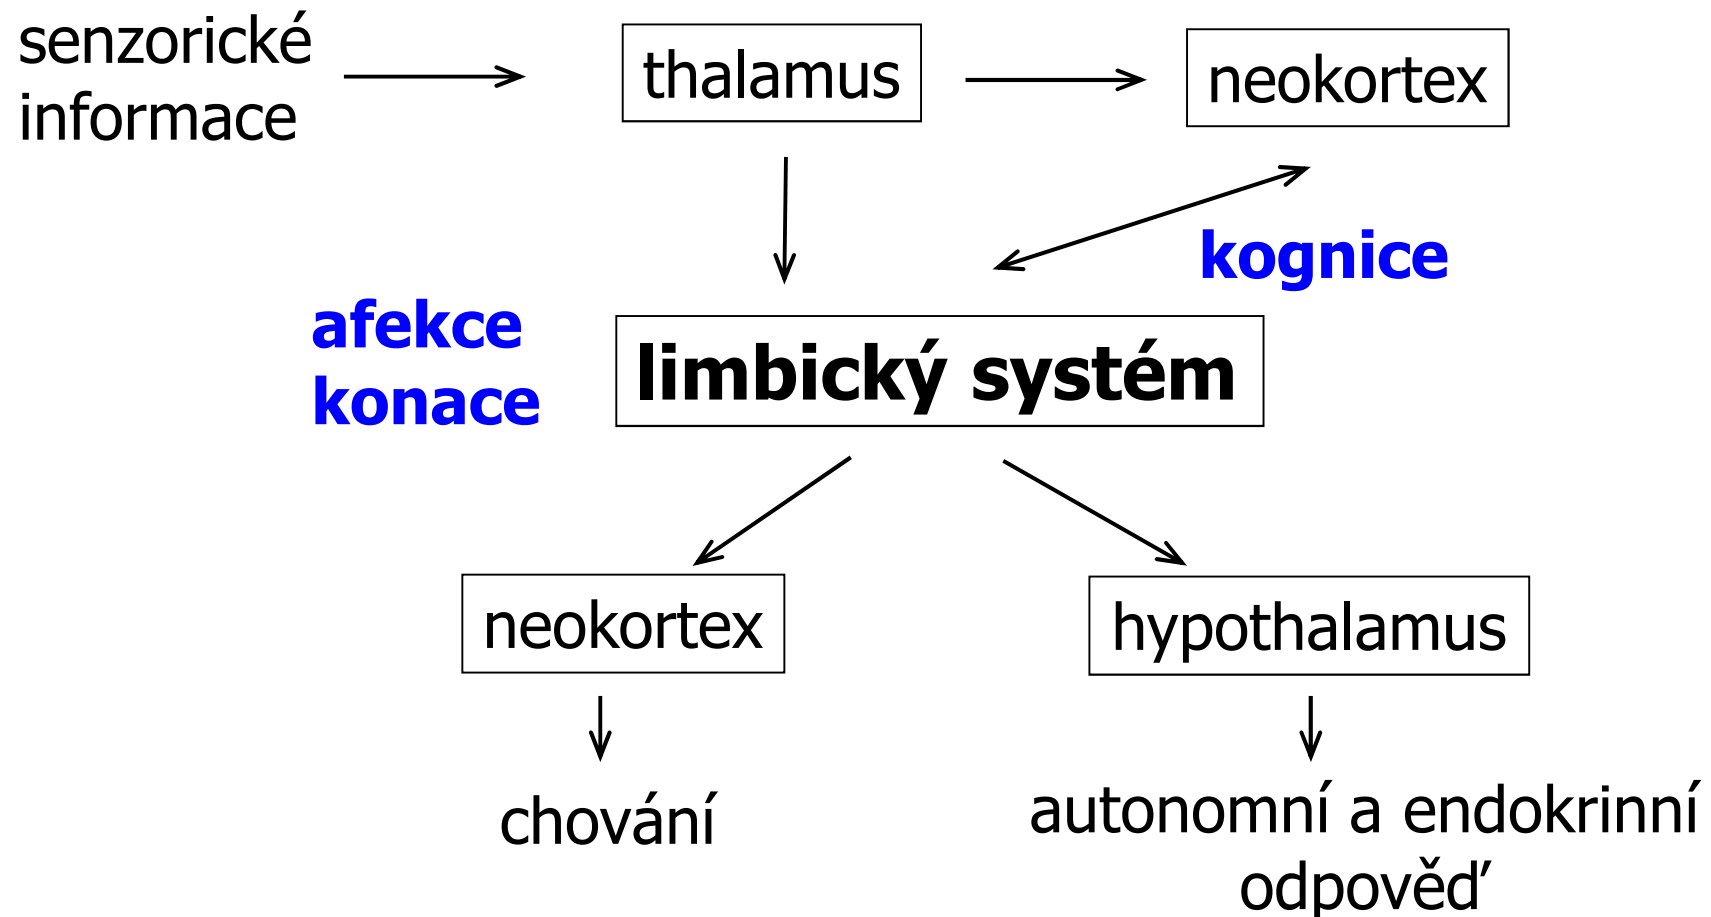 senzorické
informace
thalamus
neokortex
kognice
afekce
konace
limbický systém
neokortex
hypothalamus
chování
autonomní a endokrinní
odpověď